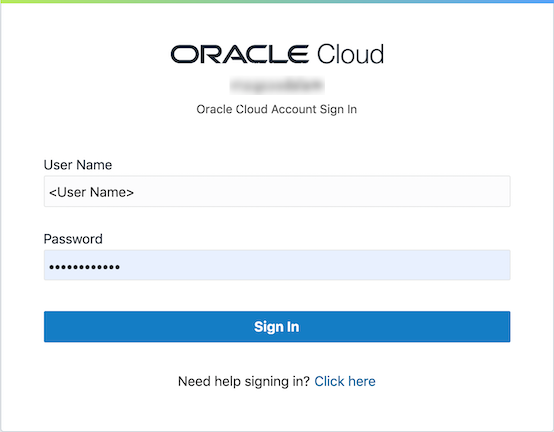 ORACLE Cloud
Oracle Cloud Account Sign In
User Name
<User Name>
Password
••••••••••••
Sign In
Need help signing in? Click here